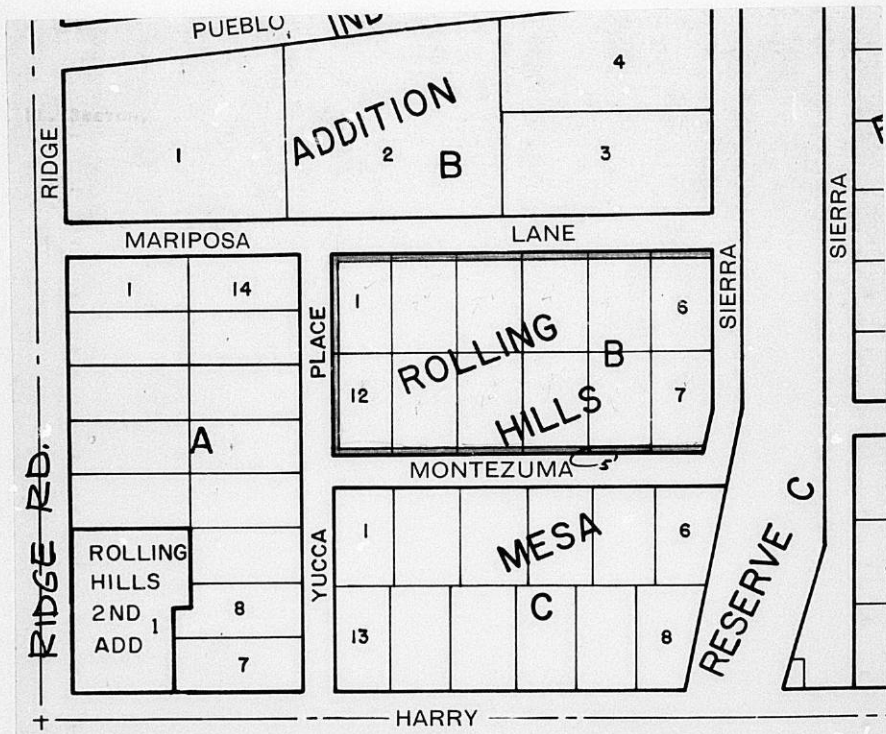 PUEBLO IND
RIDGE
1
ADDITION
2
B
4
3
MARIPOSA
LANE
SIERRA
SIERRA
1
14
PLACE
1
6
ROLLING
B
12
HILLS
7
A
MONTEZUMA
5'
RIDGE RD.
ROLLING
HILLS
2ND
ADD 1
8
7
YUCCA
1
MESA
6
C
13
8
RESERVE C
HARRY